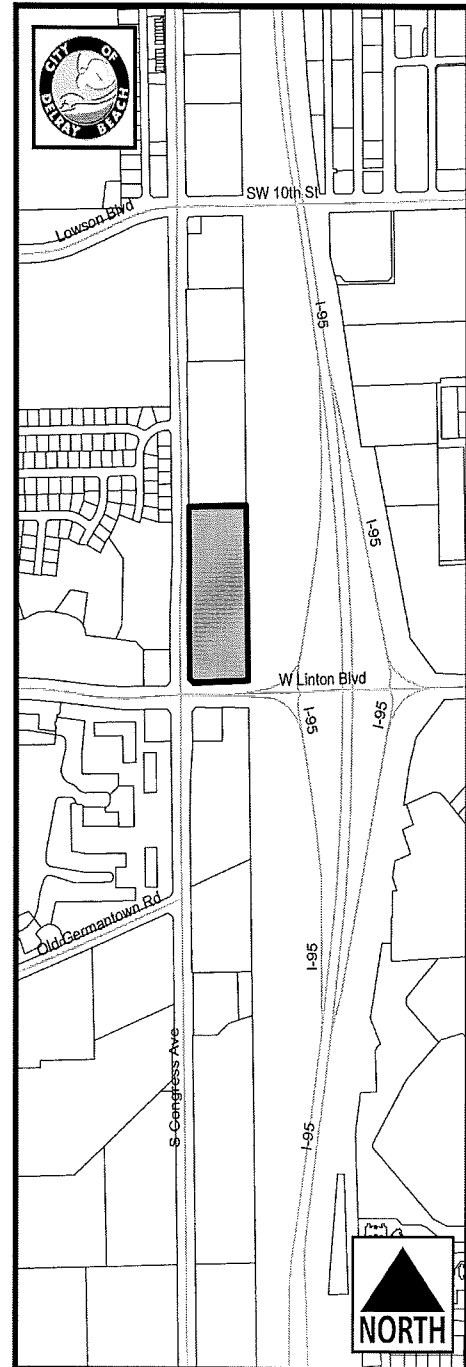 CITY OF
DELRAY BEACH
SW 10th St
Lowson Blvd
I-95
I-95
W Linton Blvd
I-95
I-95
Old Germantown Rd
I-95
S Congress Ave
I-95
NORTH